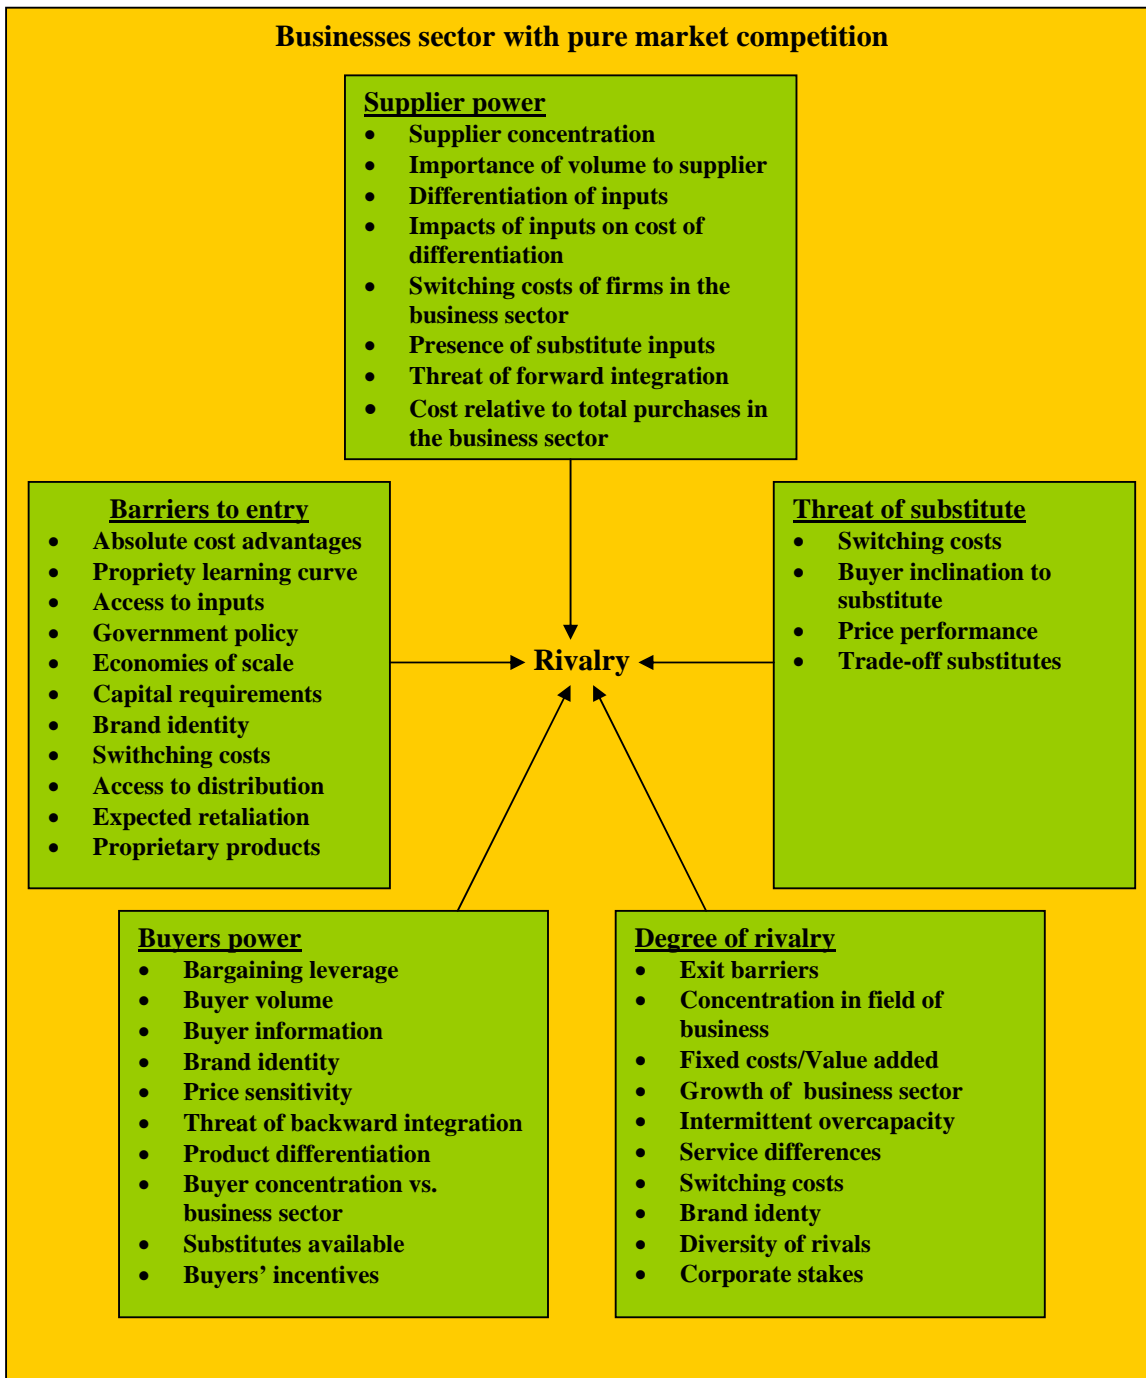 Businesses sector with pure market competition
Supplier power
• Supplier concentration
• Importance of volume to supplier
• Differentiation of inputs
• Impacts of inputs on cost of
differentiation
• Switching costs of firms in the
business sector
• Presence of substitute inputs
• Threat of forward integration
• Cost relative to total purchases in
the business sector
Barriers to entry
• Absolute cost advantages
• Propriety learning curve
• Access to inputs
• Government policy
• Economies of scale
• Capital requirements
• Brand identity
• Swithching costs
• Access to distribution
• Expected retaliation
• Proprietary products
Rivalry
Threat of substitute
• Switching costs
• Buyer inclination to
substitute
• Price performance
• Trade-off substitutes
Buyers power
• Bargaining leverage
• Buyer volume
• Buyer information
• Brand identity
• Price sensitivity
• Threat of backward integration
• Product differentiation
• Buyer concentration vs.
business sector
• Substitutes available
• Buyers’ incentives
Degree of rivalry
• Exit barriers
• Concentration in field of
business
• Fixed costs/Value added
• Growth of business sector
• Intermittent overcapacity
• Service differences
• Switching costs
• Brand identy
• Diversity of rivals
• Corporate stakes